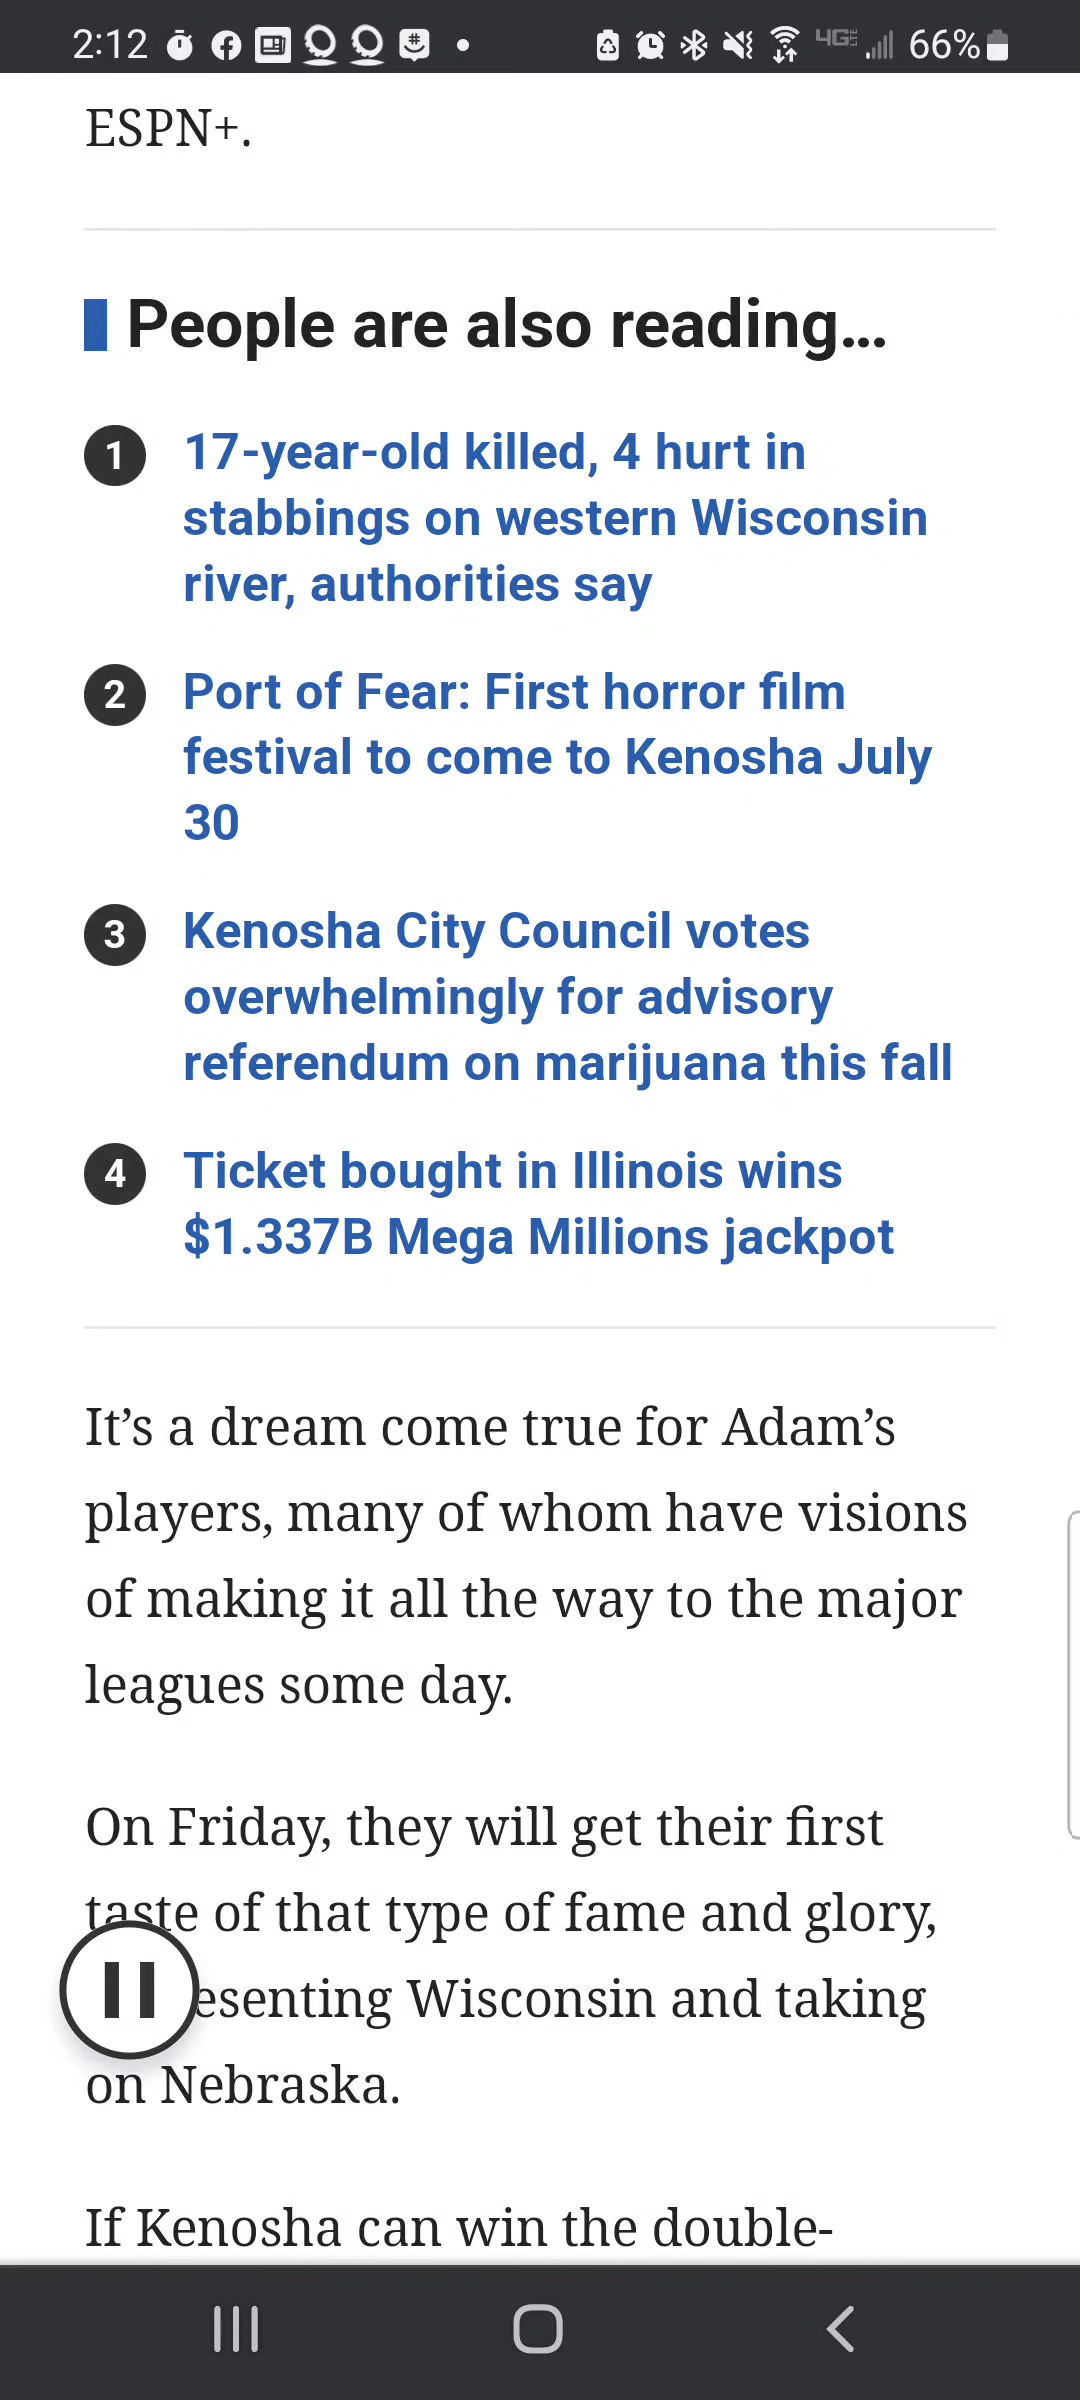 2:12
4G LTE 66%
ESPN+.
People are also reading...
1 17-year-old killed, 4 hurt in
stabbings on western Wisconsin
river, authorities say
2 Port of Fear: First horror film
festival to come to Kenosha July
30
3 Kenosha City Council votes
overwhelmingly for advisory
referendum on marijuana this fall
4 Ticket bought in Illinois wins
$1.337B Mega Millions jackpot
It’s a dream come true for Adam’s
players, many of whom have visions
of making it all the way to the major
leagues some day.
On Friday, they will get their first
taste of that type of fame and glory,
esenting Wisconsin and taking
on Nebraska.
If Kenosha can win the double-